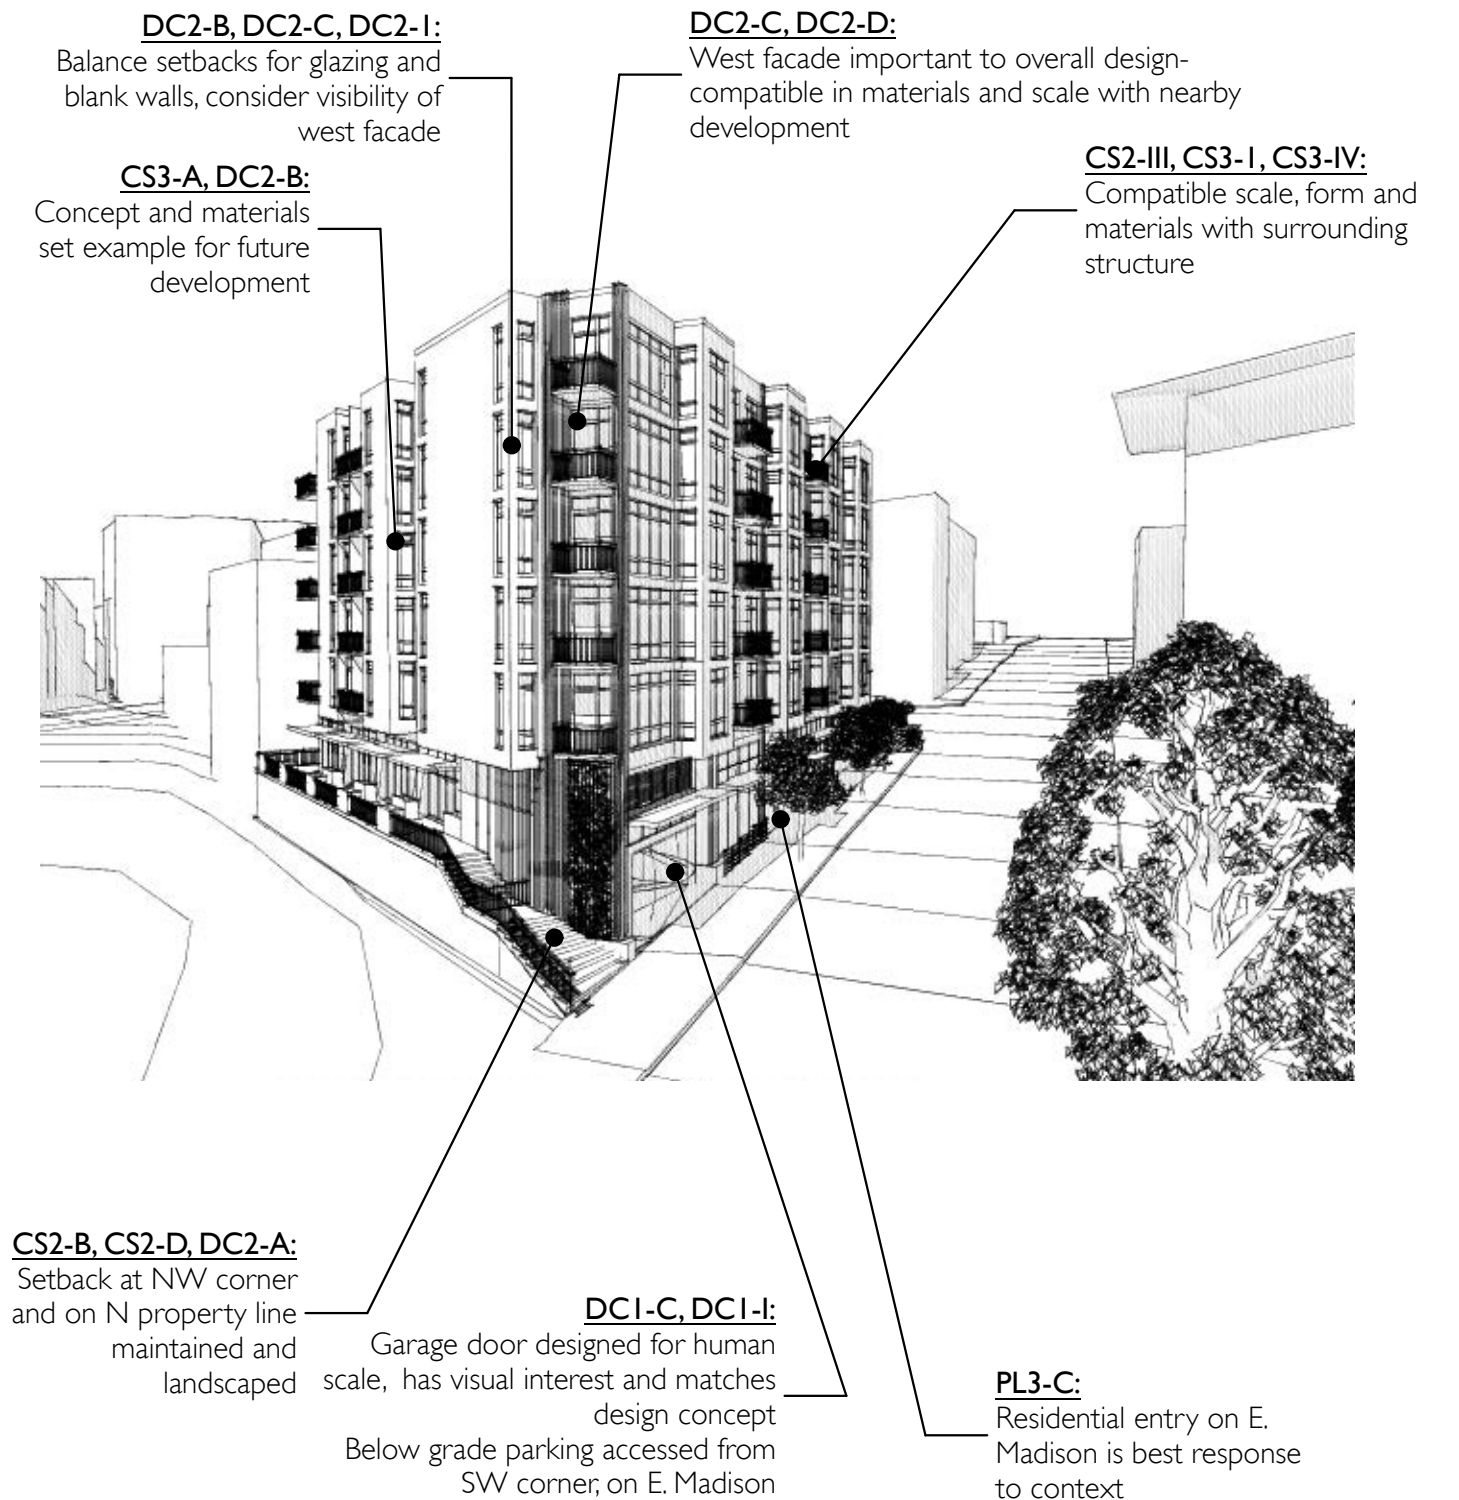 DC2-B, DC2-C, DC2-1:
Balance setbacks for glazing and
blank walls, consider visibility of
west facade
DC2-C, DC2-D:
West facade important to overall design-
compatible in materials and scale with nearby
development
CS3-A, DC2-B:
Concept and materials
set example for future
development
CS2-III, CS3-1, CS3-IV:
Compatible scale, form and
materials with surrounding
structure
CS2-B, CS2-D, DC2-A:
Setback at NW corner
and on N property line
maintained and
landscaped
DC1-C, DC1-I:
Garage door designed for human
scale,  has visual interest and matches
design concept
Below grade parking accessed from
SW corner, on E. Madison
PL3-C:
Residential entry on E.
Madison is best response
to context